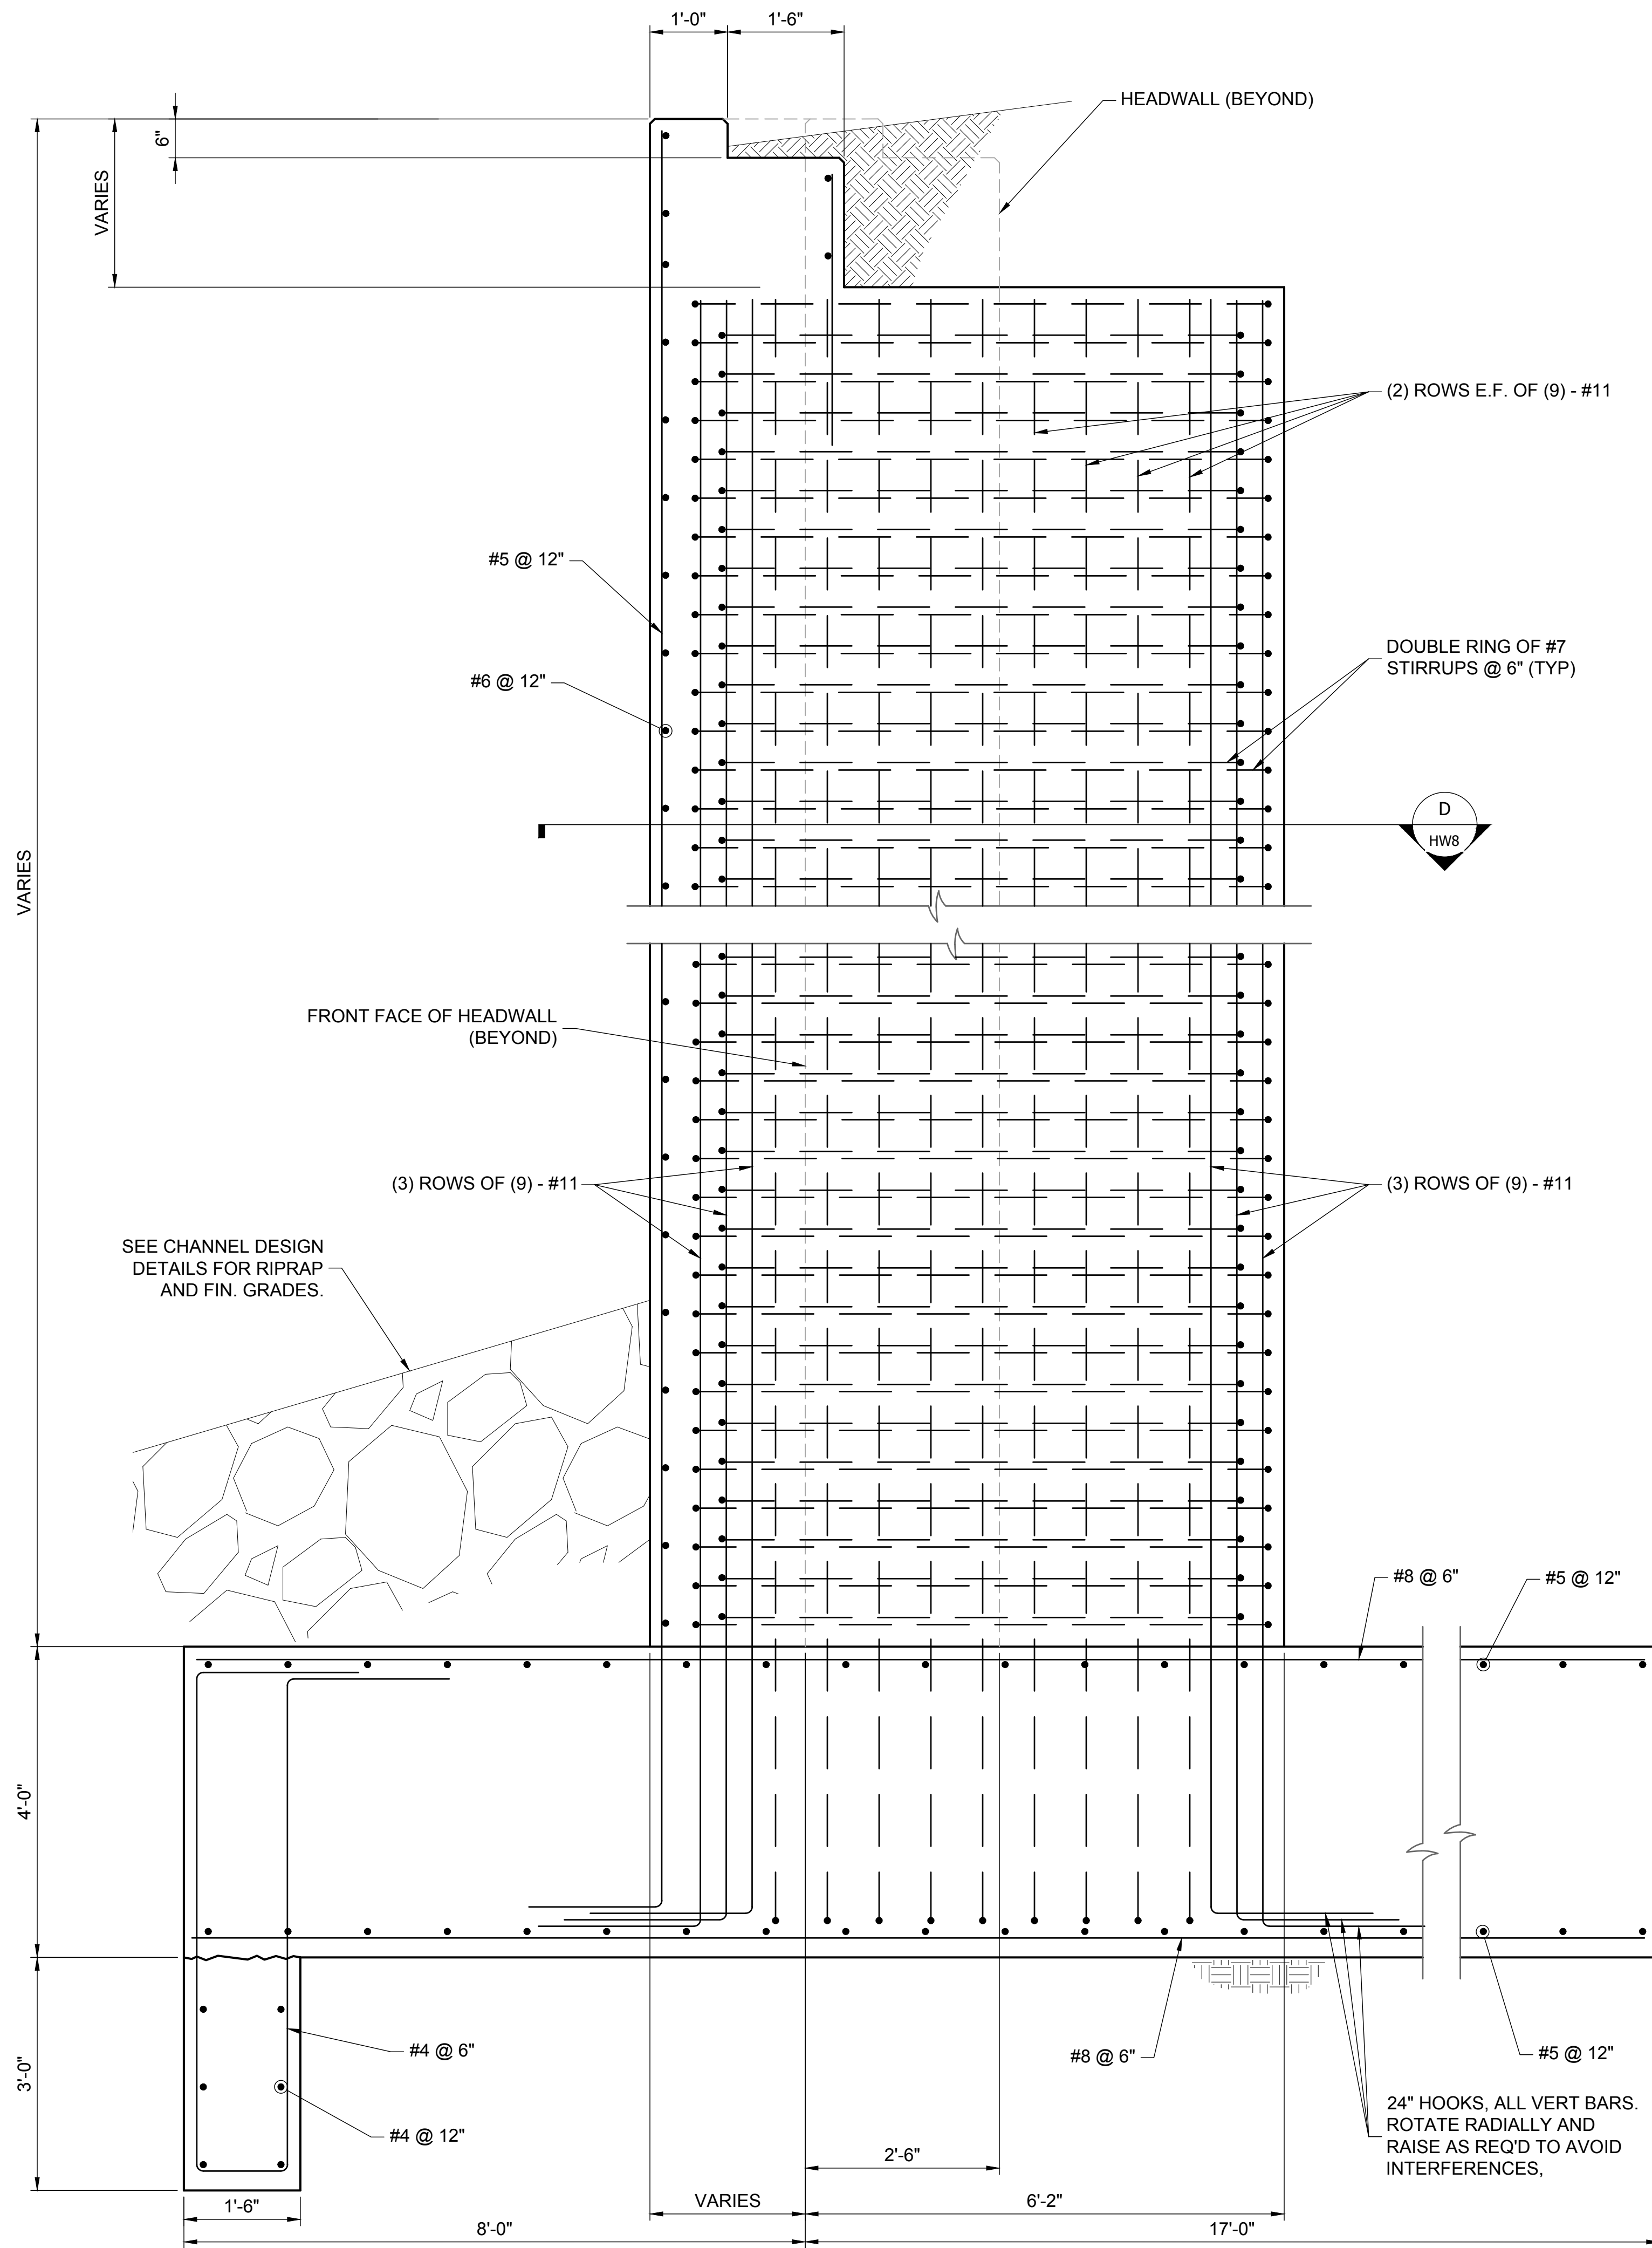 1'-0"
1'-6"
HEADWALL (BEYOND)
6"
VARIES
(2) ROWS E.F. OF (9) - #11
#5 @ 12"
DOUBLE RING OF #7
STIRRUPS @ 6" (TYP)
#6 @ 12"
D
HW8
VARIES
FRONT FACE OF HEADWALL
(BEYOND)
(3) ROWS OF (9) - #11
(3) ROWS OF (9) - #11
SEE CHANNEL DESIGN
DETAILS FOR RIPRAP
AND FIN. GRADES.
#8 @ 6"
#5 @ 12"
4'-0"
#4 @ 6"
#8 @ 6"
#5 @ 12"
3'-0"
#4 @ 12"
24" HOOKS, ALL VERT BARS.
ROTATE RADIALLY AND
RAISE AS REQ'D TO AVOID
INTERFERENCES,
2'-6"
1'-6"
VARIES
6'-2"
8'-0"
17'-0"